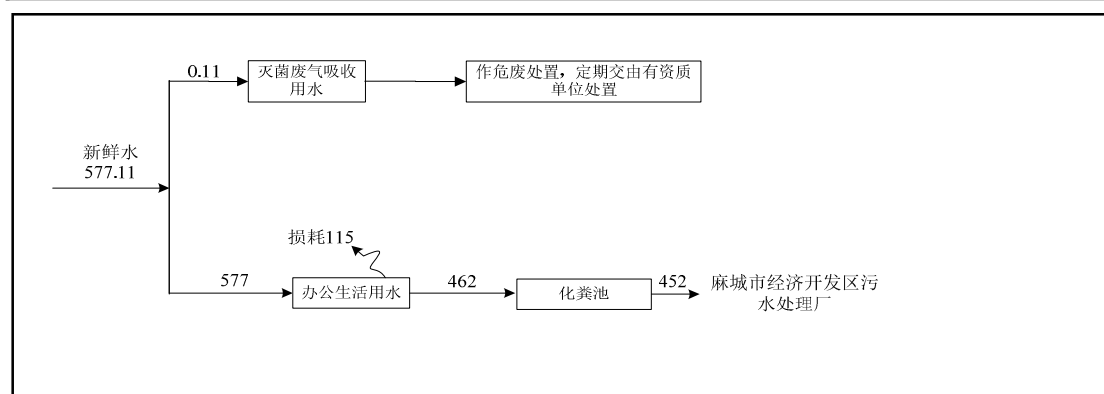 0.11
灭菌废气吸收
用水
作危废处置，定期交由有资质
单位处置
新鲜水
577.11
损耗115
577
办公生活用水
462
化粪池
452
麻城市经济开发区污
水处理厂